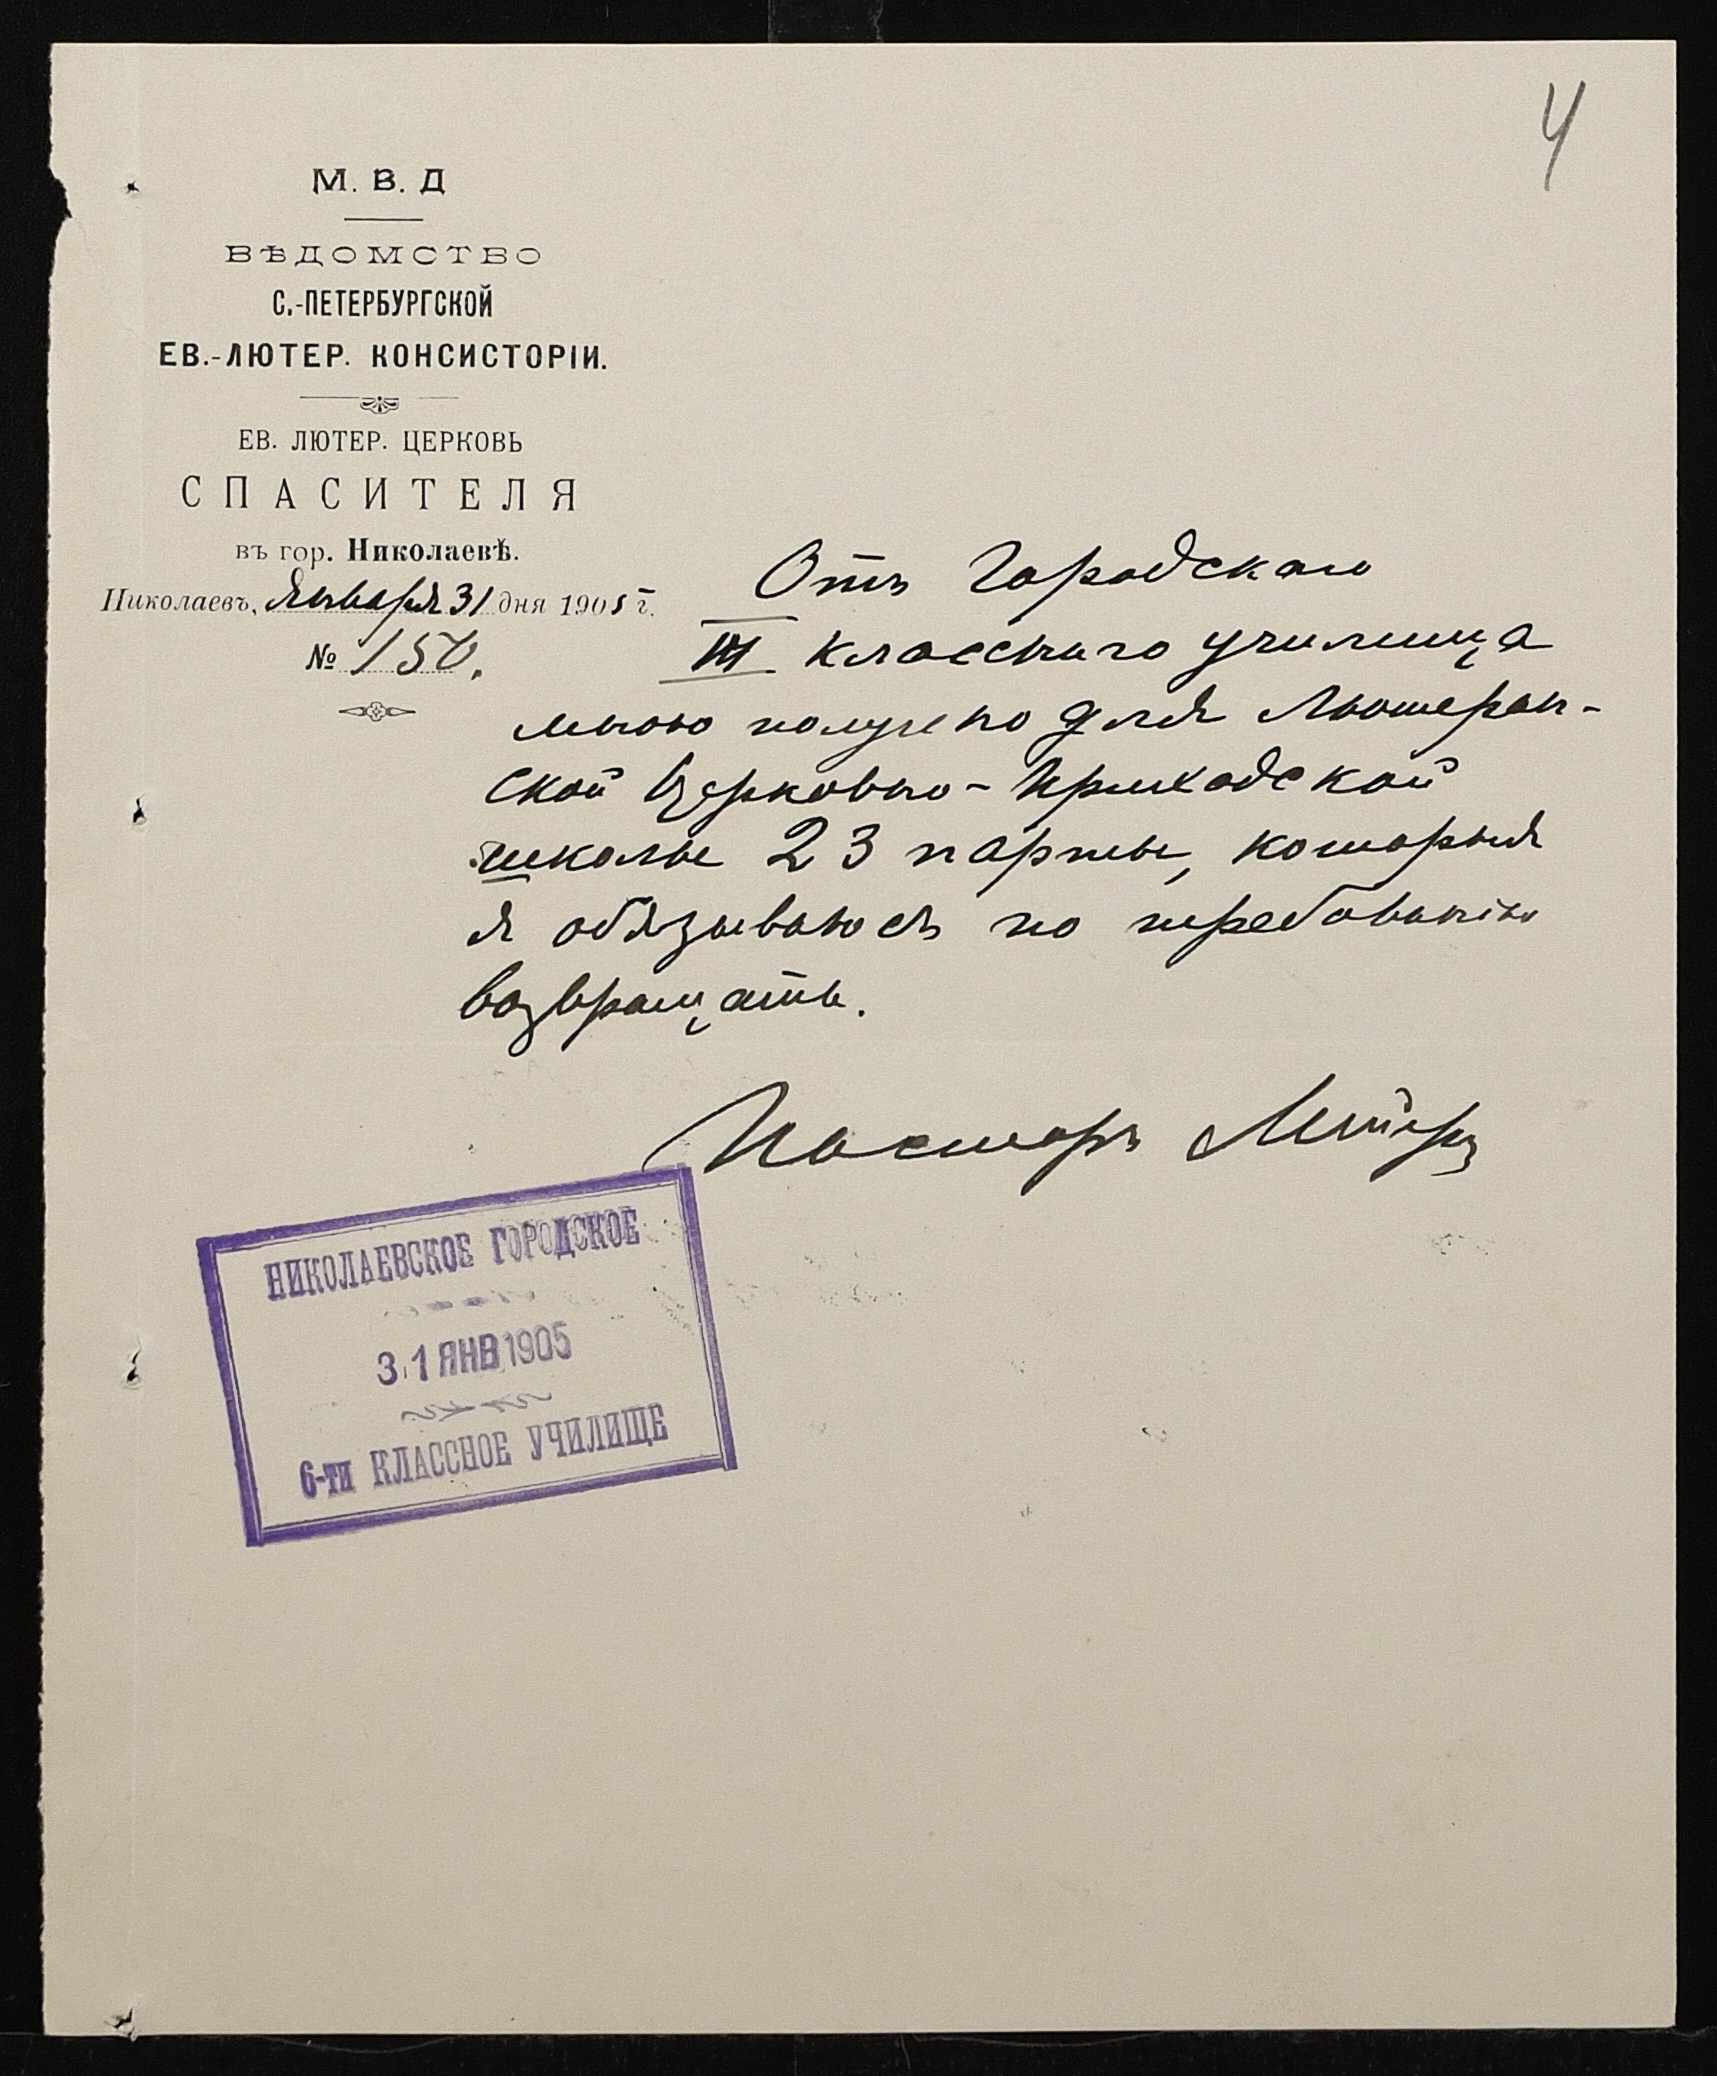 4
М. В. Д
ВѢДОМСТВО
С.-ПЕТЕРБУРГСКОЙ
ЕВ.-ЛЮТЕР. КОНСИСТОРІИ.
ЕВ. ЛЮТЕР. ЦЕРКОВЬ
СПАСИТЕЛЯ
въ гор. Николаевѣ.
Николаевъ, Января 31 дня 1905 г.
№ 150.
Отъ Городскаго
III класснаго училища
мною получено для Лютеран-
ской Церковно-Приходской
школы 23 парты, которыя
я обязываюсь по требованію
возвращать.
Пасторъ
НИКОЛАЕВСКОЕ ГОРОДСКОЕ
31 ЯНВ 1905
6-ти КЛАССНОЕ УЧИЛИЩЕ